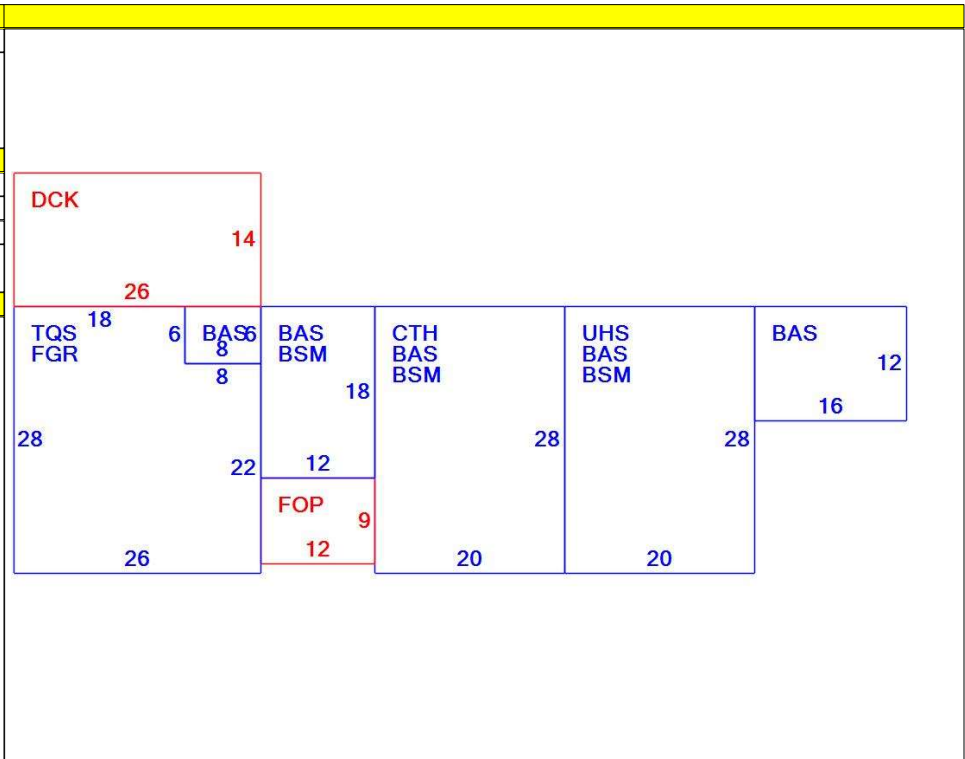 DCK
14
26
18
TQS
FGR
6
BAS
6
8
8
28
22
26
BAS
BSM
18
12
FOP
9
12
CTH
BAS
BSM
28
20
UHS
BAS
BSM
28
20
BAS
12
16